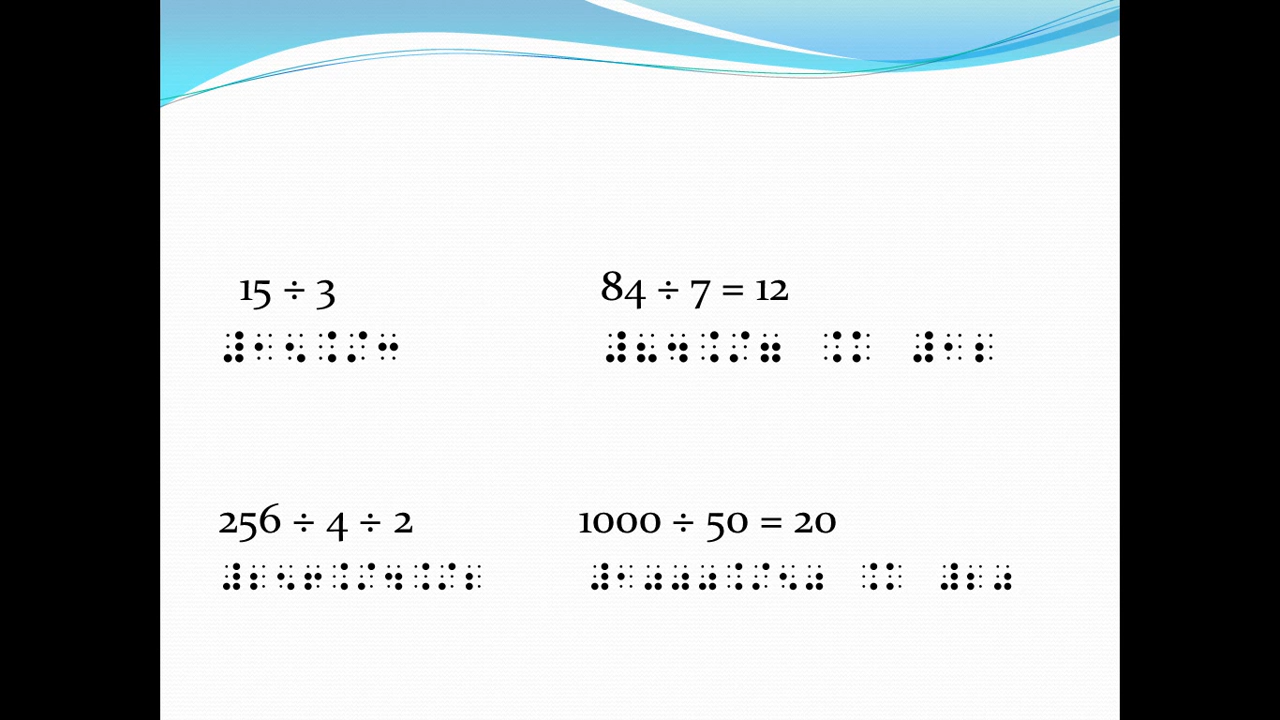 15 ÷ 3
⠼⠂⠢⠨⠌⠒
84 ÷ 7 = 12
⠼⠦⠲⠨⠌⠶ ⠨⠅ ⠼⠂⠆
256 ÷ 4 ÷ 2
⠼⠆⠢⠖⠨⠌⠲⠨⠌⠆
1000 ÷ 50 = 20
⠼⠂⠴⠴⠴⠨⠌⠢⠴ ⠨⠅ ⠼⠆⠴